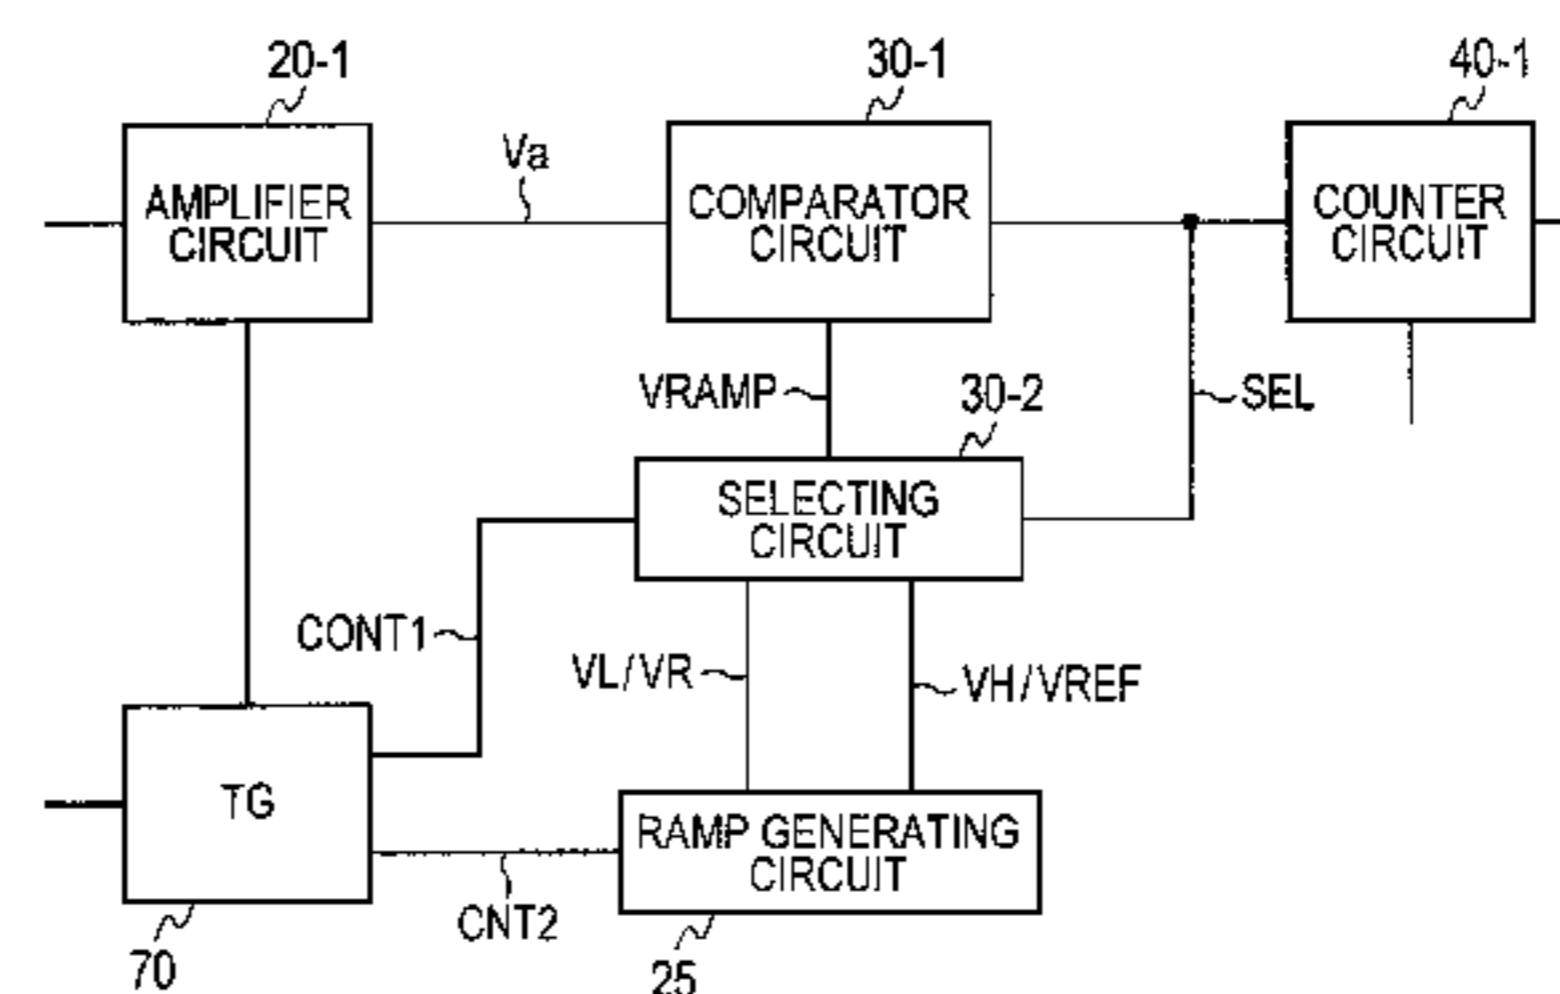 20-1
30-1
40-1
AMPLIFIER
CIRCUIT
Va
COMPARATOR
CIRCUIT
COUNTER
CIRCUIT
VRAMP
30-2
SEL
SELECTING
CIRCUIT
CONT1
VL/VR
VH/VREF
TG
RAMP GENERATING
CIRCUIT
CNT2
70
25